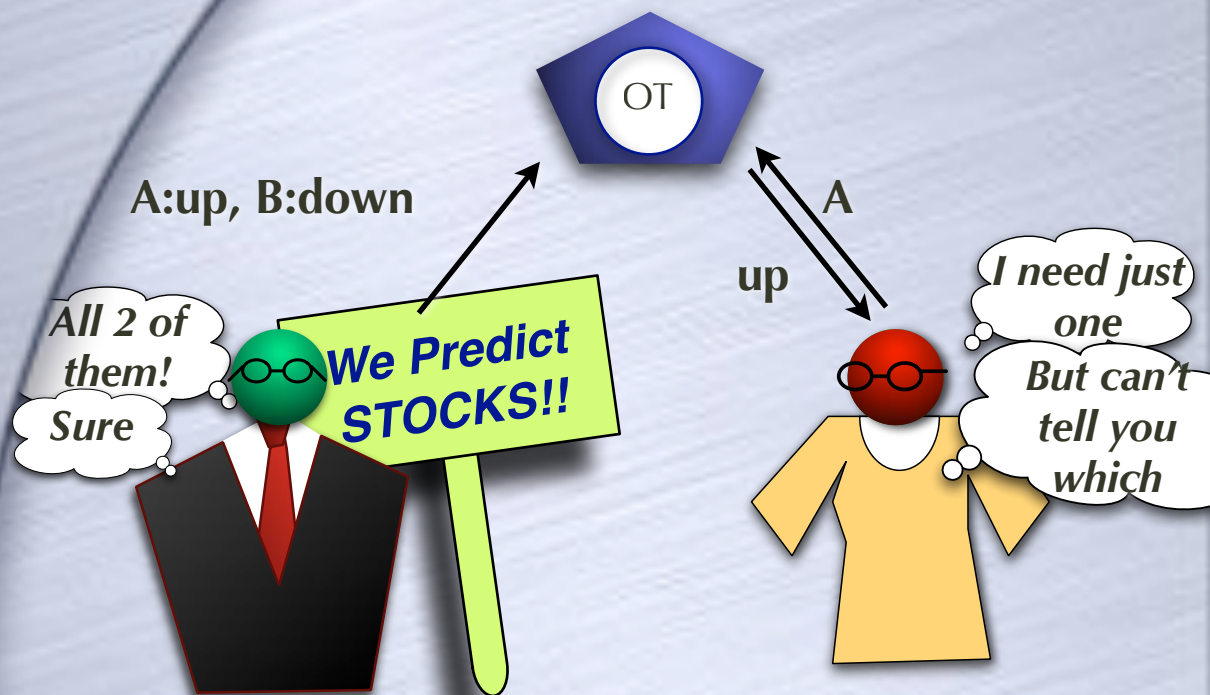 OT
A:up, B:down
A
up
All 2 of
them!
Sure
We Predict
STOCKS!!
I need just
one
But can't
tell you
which